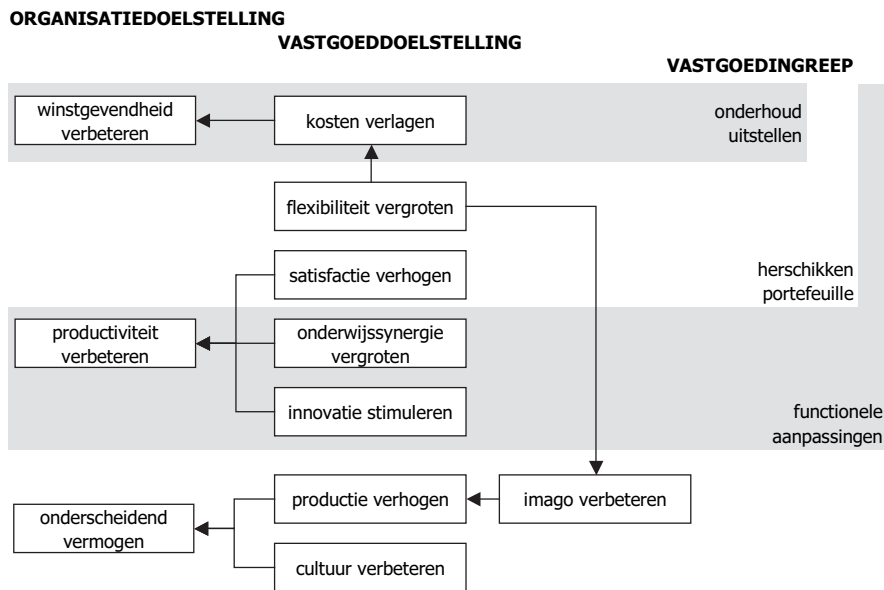 ORGANISATIEDOELSTELLING
VASTGOEDDOELSTELLING
VASTGOEDINGREEP
winstgevendheid
verbeteren
kosten verlagen
onderhoud
uitstellen
flexibiliteit vergroten
satisfactie verhogen
herschikken
portefeuille
productiviteit
verbeteren
onderwijssynergie
vergroten
innovatie stimuleren
functionele
aanpassingen
productie verhogen
imago verbeteren
onderscheidend
vermogen
cultuur verbeteren